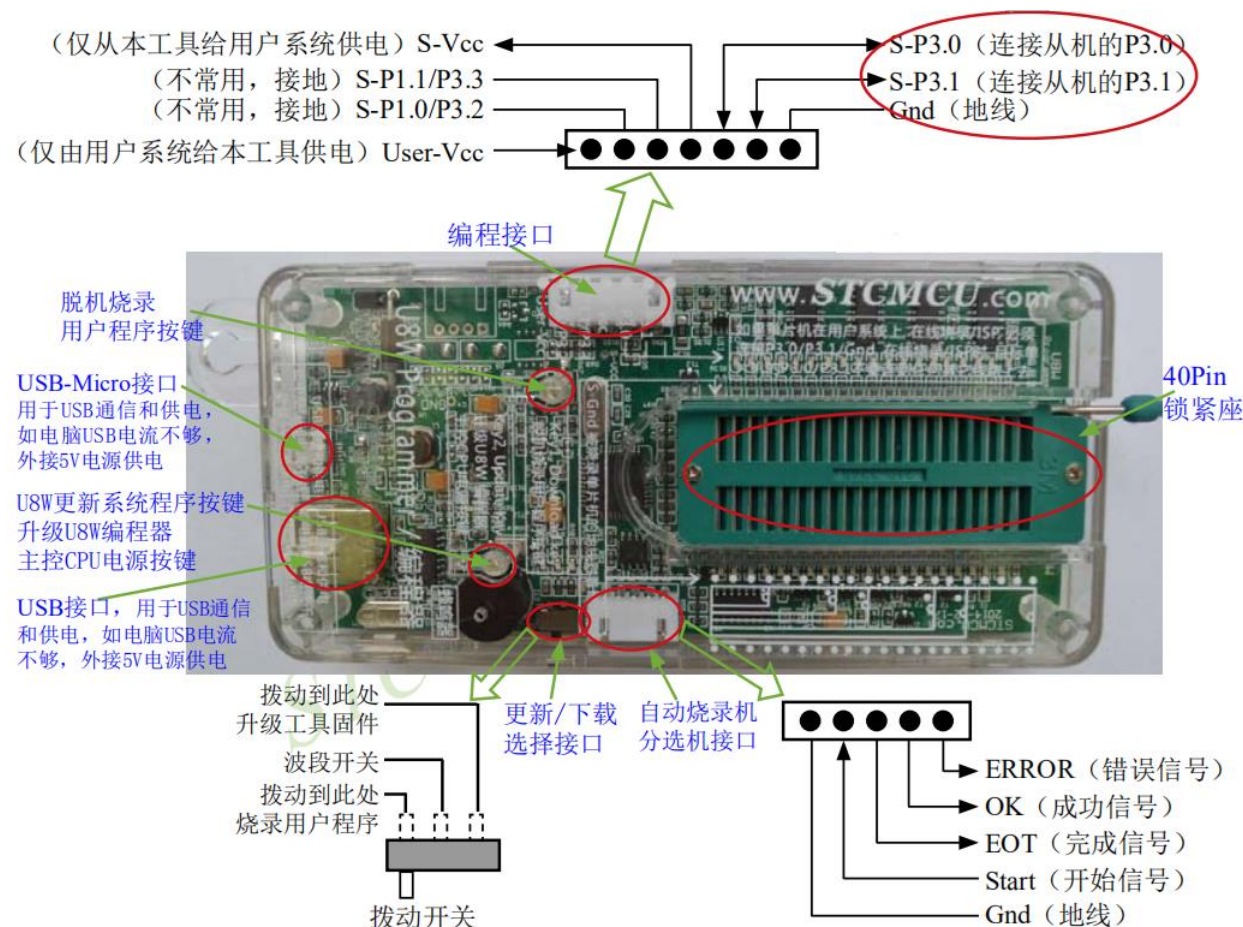 （仅从本工具给用户系统供电）S-Vcc
（不常用，接地）S-P1.1/P3.3
（不常用，接地）S-P1.0/P3.2
（仅由用户系统给本工具供电）User-Vcc
S-P3.0（连接从机的P3.0）
S-P3.1（连接从机的P3.1）
Gnd（地线）
编程接口
脱机烧录
用户程序按键
USB-Micro接口
用于USB通信和供电，
如电脑USB电流不够，
外接5V电源供电
U8W更新系统程序按键
升级U8W编程器
主控CPU电源按键
USB接口，用于USB通信
和供电，如电脑USB电流
不够，外接5V电源供电
www.STCMCU.com
U8W Programmer
40Pin
锁紧座
拨动到此处
升级工具固件
波段开关
拨动到此处
烧录用户程序
拨动开关
更新/下载
选择接口
自动烧录机
分选机接口
ERROR（错误信号）
OK（成功信号）
EOT（完成信号）
Start（开始信号）
Gnd（地线）